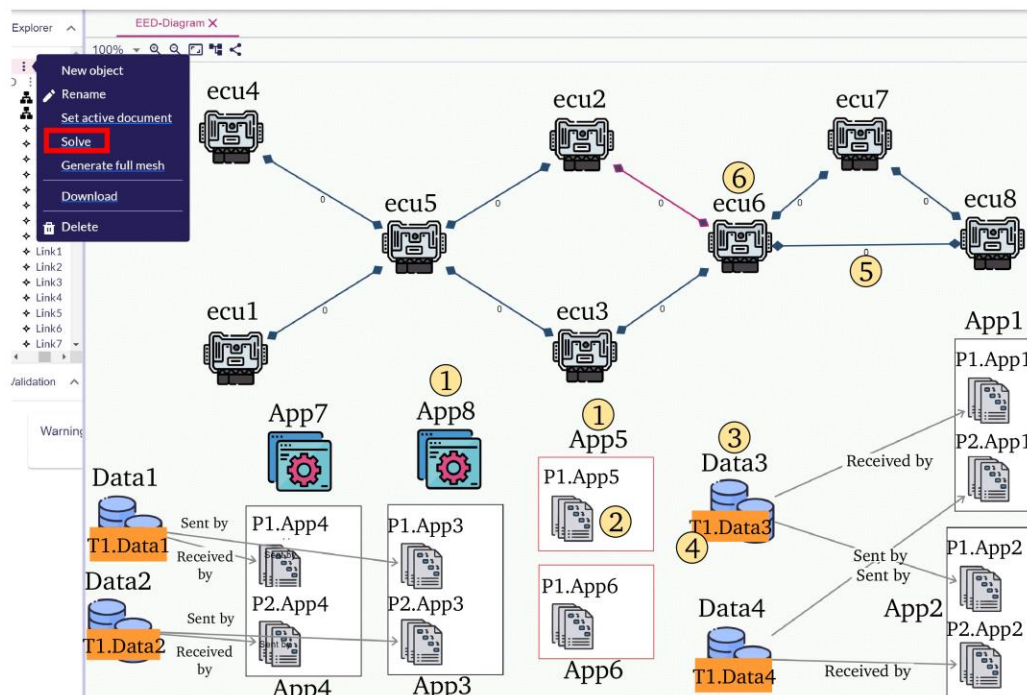 Explorer
EED-Diagram
100%
New object
Rename
Set active document
Solve
Generate full mesh
Download
Delete
Link1
Link2
Link3
Link4
Link5
Link6
Link7
Validation
Warning
ecu4
ecu2
ecu7
0
0
0
0
6
ecu5
ecu6
ecu8
0
5
0
0
0
ecu1
ecu3
App1
P1.App1
P2.App1
1
App7
App8
1
App5
P1.App5
2
3
Data3
T1.Data3
4
Received by
Sent by
Sent by
Data1
T1.Data1
Sent by
Received
by
P1.App4
Sent by
P1.App3
Data2
T1.Data2
Sent by
Received
by
P2.App4
Sent by
P2.App3
App4
App3
P1.App6
App6
Data4
T1.Data4
Received by
App2
P1.App2
P2.App2